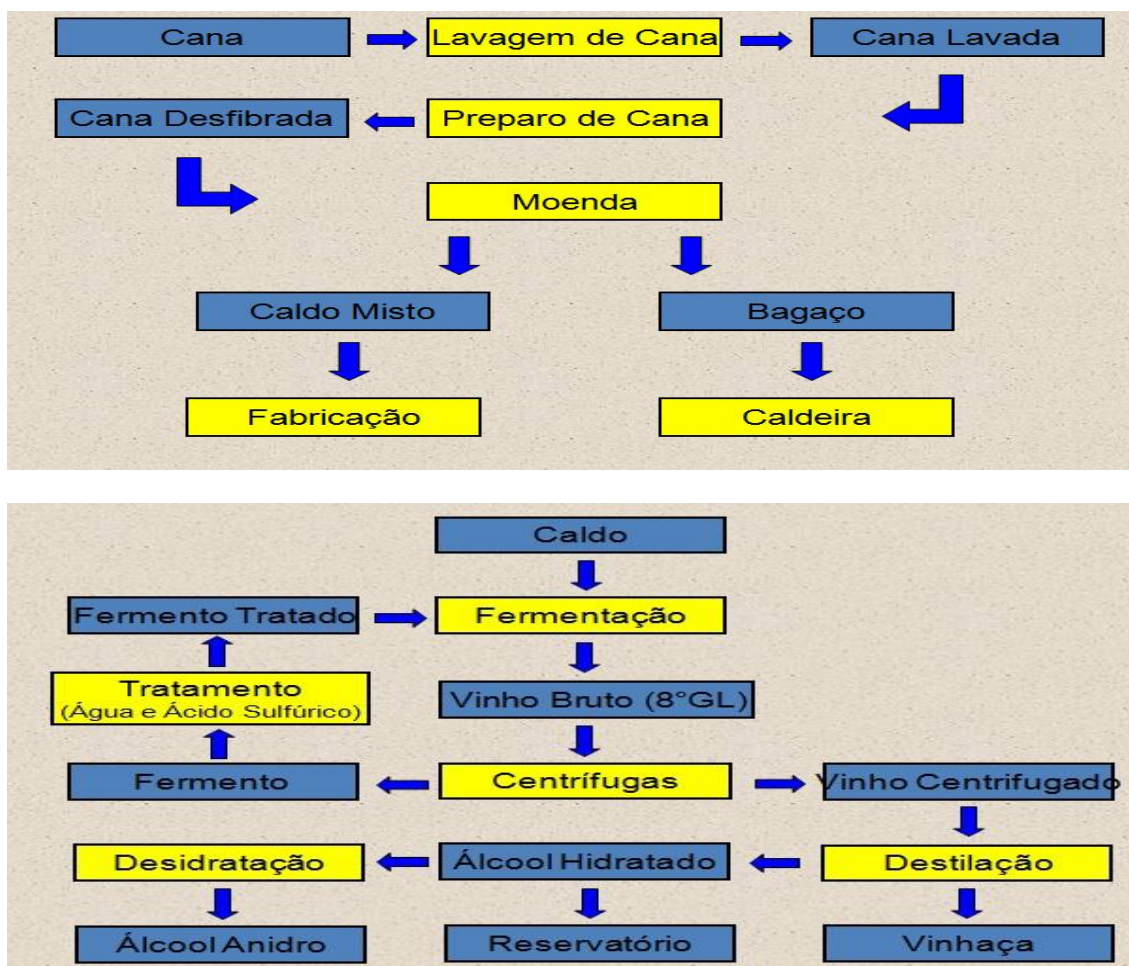 Cana
Lavagem de Cana
Cana Lavada
Cana Desfibrada
Preparo de Cana
Moenda
Caldo Misto
Bagaço
Fabricação
Caldeira
Caldo
Fermento Tratado
Fermentação
Tratamento
(Água e Ácido Sulfúrico)
Vinho Bruto (8°GL)
Fermento
Centrífugas
Vinho Centrifugado
Desidratação
Álcool Hidratado
Destilação
Álcool Anidro
Reservatório
Vinhaça